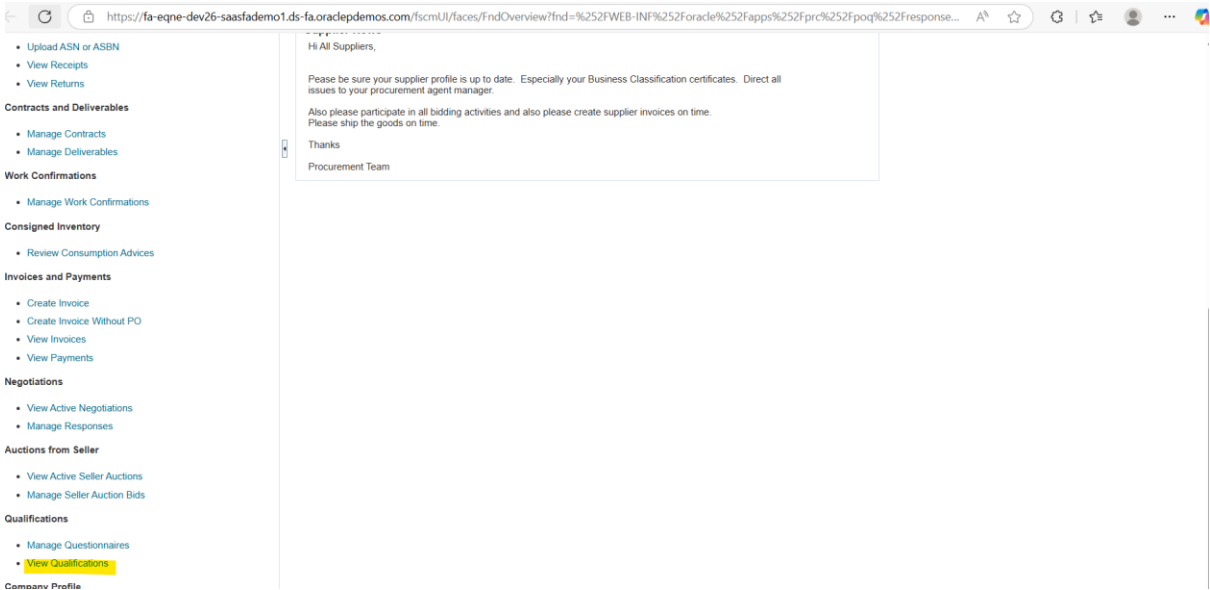 https://fa-eqne-dev26-saasfademo1.ds-fa.oraclepdemos.com/fscmUI/faces/FndOverview?fnd=%252FWEB-INF%252Foracle%252Fapps%252Fprc%252Fpoq%252Fresponse...
Upload ASN or ASBN
View Receipts
View Returns
Contracts and Deliverables
Manage Contracts
Manage Deliverables
Work Confirmations
Manage Work Confirmations
Consigned Inventory
Review Consumption Advices
Invoices and Payments
Create Invoice
Create Invoice Without PO
View Invoices
View Payments
Negotiations
View Active Negotiations
Manage Responses
Auctions from Seller
View Active Seller Auctions
Manage Seller Auction Bids
Qualifications
Manage Questionnaires
View Qualifications
Company Profile
Supplier News
Hi All Suppliers,
Pease be sure your supplier profile is up to date. Especially your Business Classification certificates. Direct all
issues to your procurement agent manager.
Also please participate in all bidding activities and also please create supplier invoices on time.
Please ship the goods on time.
Thanks
Procurement Team